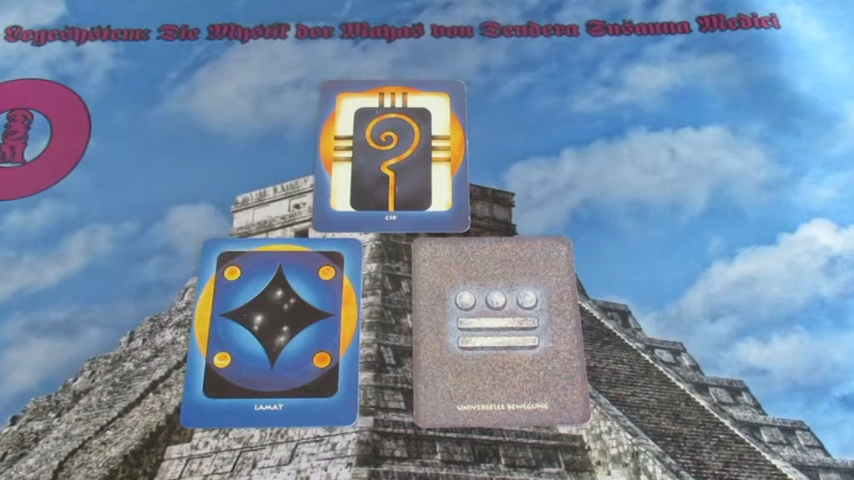 Legesystem: Die Mystik der Mayas von Dendera Susanna Medici
CIB
LAMAT
UNIVERSELLE BEWEGUNG